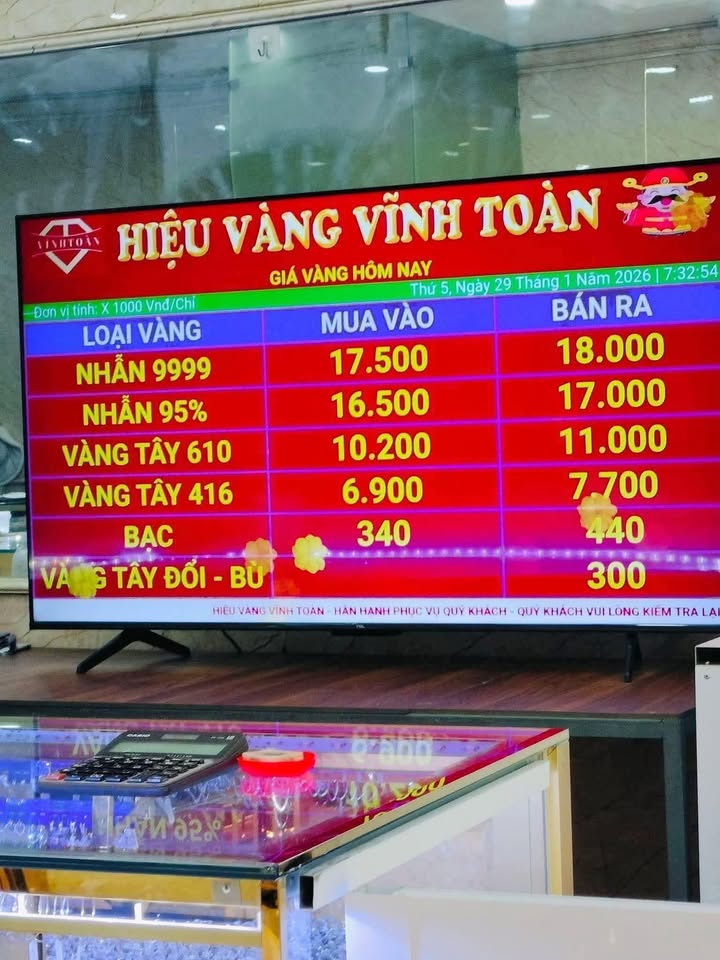 VĨNHTOÀN
HIỆU VÀNG VĨNH TOÀN
GIÁ VÀNG HÔM NAY
Đơn vị tính: X 1000 Vnđ/Chỉ
Thứ 5, Ngày 29 Tháng 1 Năm 2026 | 7:32:54
LOẠI VÀNG MUA VÀO BÁN RA
NHẪN 9999 17.500 18.000
NHẪN 95% 16.500 17.000
VÀNG TÂY 610 10.200 11.000
VÀNG TÂY 416 6.900 7.700
BẠC 340 440
VÀNG TÂY ĐỔI - BÙ 300
HIỆU VÀNG VĨNH TOÀN - HÂN HẠNH PHỤC VỤ QUÝ KHÁCH - QUÝ KHÁCH VUI LÒNG KIỂM TRA LẠI
TCL
CASIO